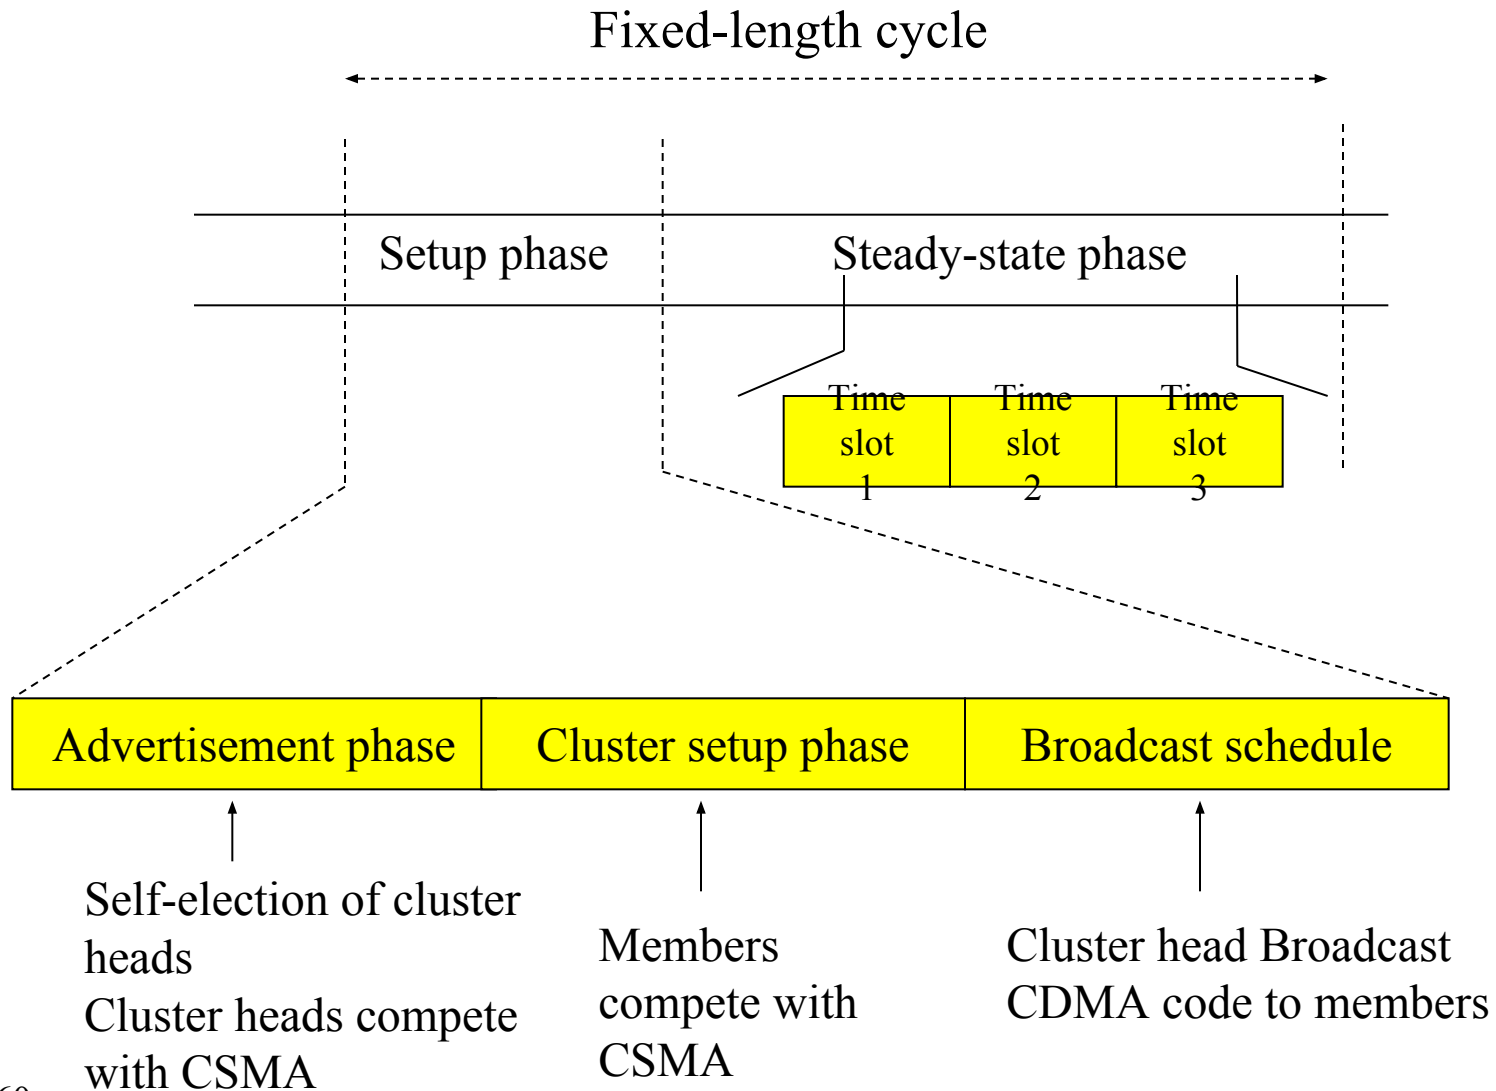 Fixed-length cycle
Setup phase
Steady-state phase
Time
slot
1
Time
slot
2
Time
slot
3
Advertisement phase
Cluster setup phase
Broadcast schedule
Self-election of cluster
heads
Cluster heads compete
with CSMA
Members
compete with
CSMA
Cluster head Broadcast
CDMA code to members